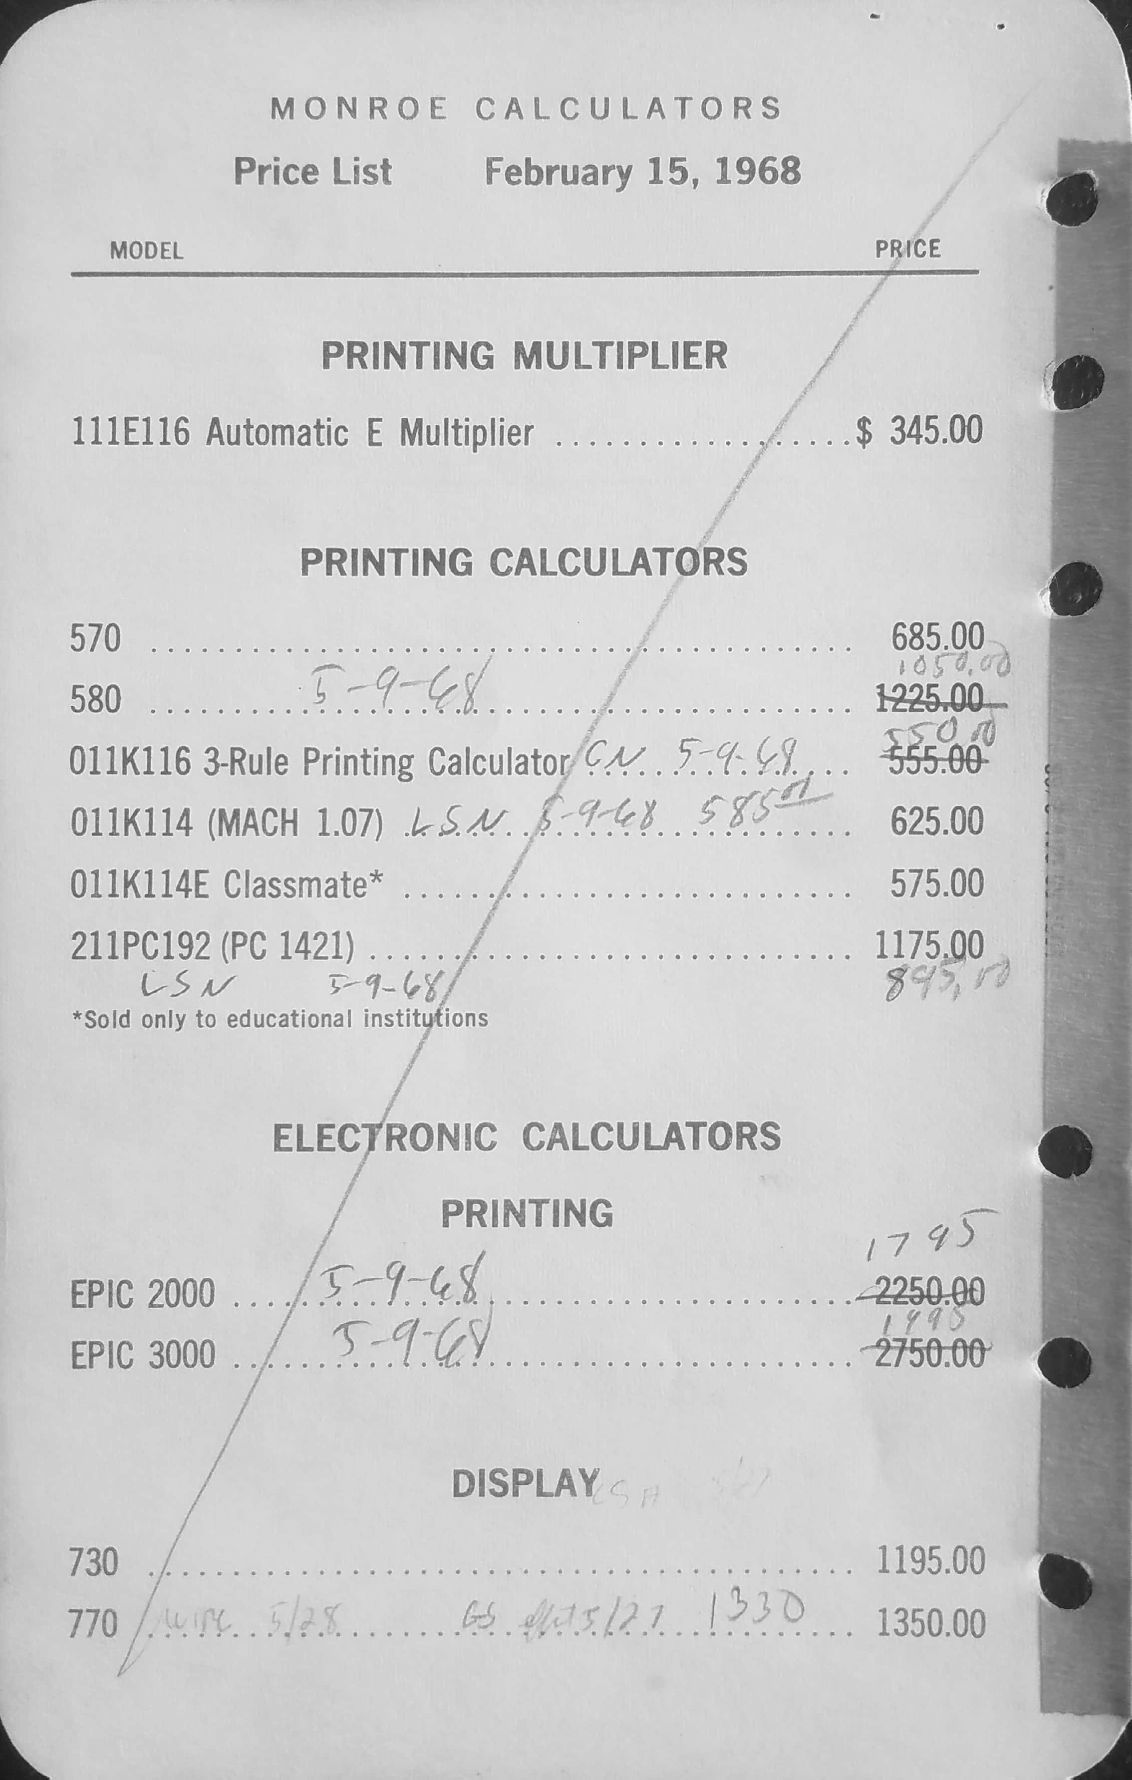 MONROE CALCULATORS
Price List February 15, 1968
MODEL PRICE
PRINTING MULTIPLIER
111E116 Automatic E Multiplier ..................$ 345.00
PRINTING CALCULATORS
570 .......................................... 685.00
1050.00
580 5-9-68 .......................................... 1225.00
550.00
011K116 3-Rule Printing Calculator CN 5-9-68 .... 555.00
011K114 (MACH 1.07) LSN 5-9-68 585.00 .... 625.00
011K114E Classmate* ........................... 575.00
211PC192 (PC 1421) ............................. 1175.00
LSN 5-9-68 895.00
*Sold only to educational institutions
ELECTRONIC CALCULATORS
PRINTING
1795
EPIC 2000 .... 5-9-68 ...................... 2250.00
1995
EPIC 3000 .... 5-9-68 ...................... 2750.00
DISPLAY
730 .......................................... 1195.00
770 wire 5/28 GS 5/27 1330 .... 1350.00